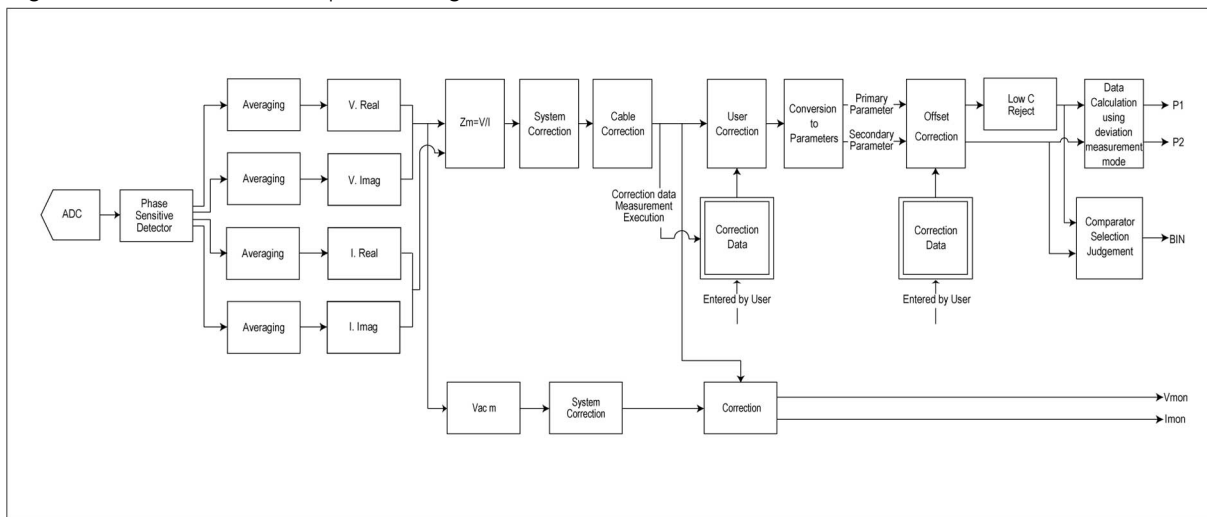 ADC
Phase
Sensitive
Detector
Averaging
V. Real
Averaging
V. Imag
Averaging
I. Real
Averaging
I. Imag
Zm=V/I
System
Correction
Cable
Correction
Correction data
Measurement
Execution
User
Correction
Correction
Data
Entered by User
Conversion
to
Parameters
Primary
Parameter
Secondary
Parameter
Offset
Correction
Correction
Data
Entered by User
Low C
Reject
Data
Calculation
using
deviation
measurement
mode
P1
P2
Comparator
Selection
Judgement
BIN
Vac m
System
Correction
Correction
Vmon
Imon